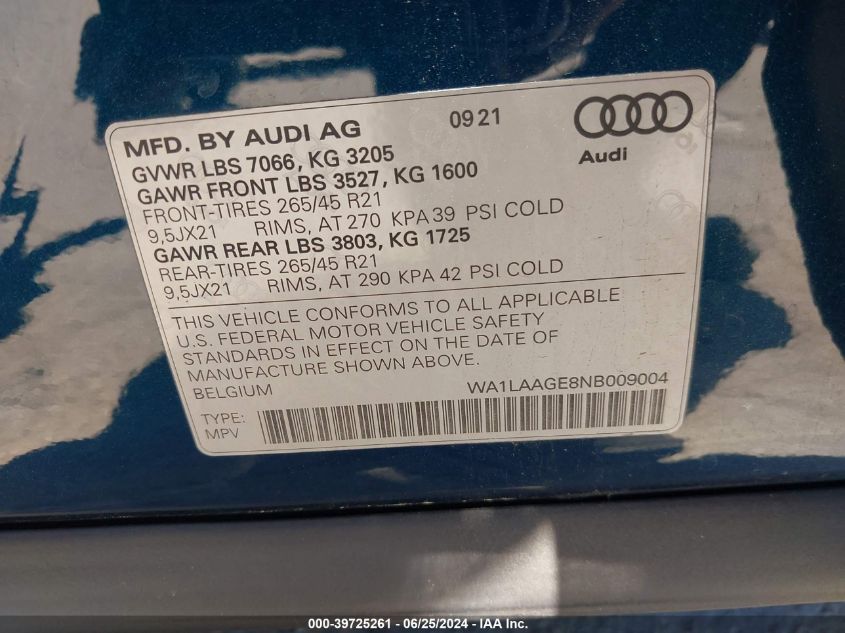 MFD. BY AUDI AG 09 21
Audi
GVWR LBS 7066, KG 3205
GAWR FRONT LBS 3527, KG 1600
FRONT-TIRES 265/45 R21
9,5JX21 RIMS, AT 270 KPA 39 PSI COLD
GAWR REAR LBS 3803, KG 1725
REAR-TIRES 265/45 R21
9,5JX21 RIMS, AT 290 KPA 42 PSI COLD
THIS VEHICLE CONFORMS TO ALL APPLICABLE
U.S. FEDERAL MOTOR VEHICLE SAFETY
STANDARDS IN EFFECT ON THE DATE OF
MANUFACTURE SHOWN ABOVE.
BELGIUM WA1LAAGE8NB009004
TYPE:
MPV
000-39725261 - 06/25/2024 - IAA Inc.